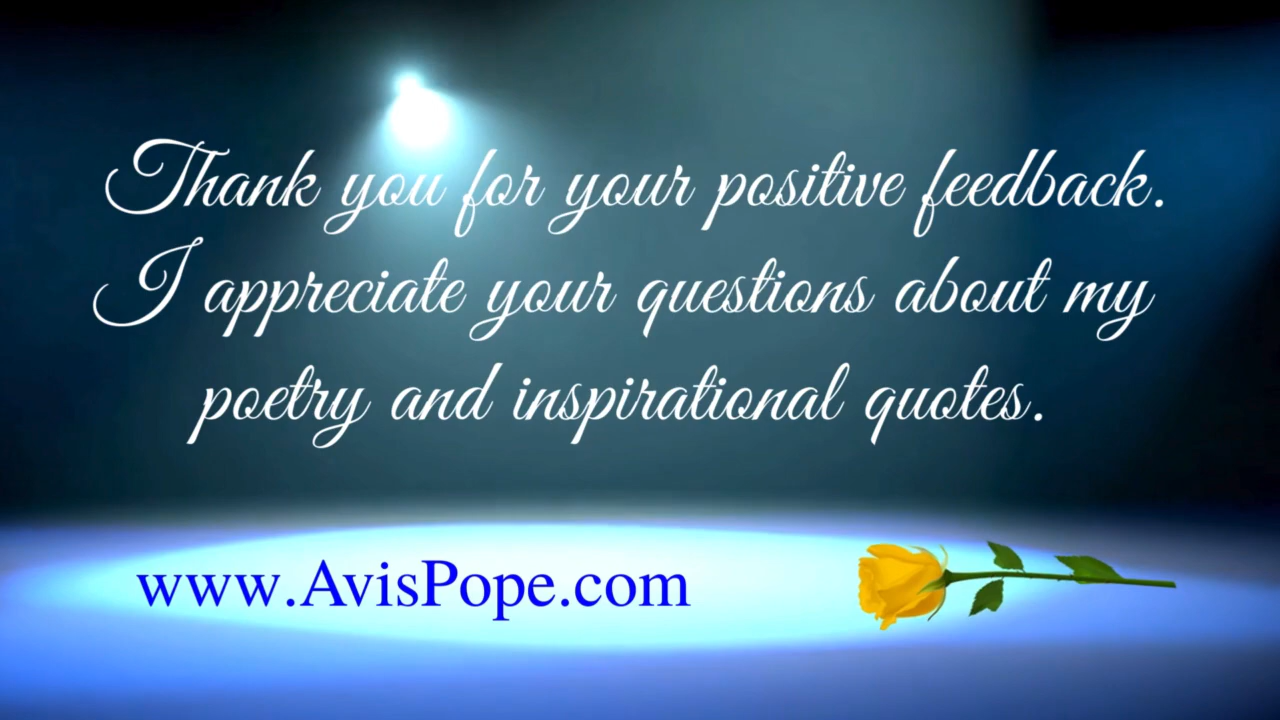 Thank you for your positive feedback.
I appreciate your questions about my
poetry and inspirational quotes.
www.AvisPope.com